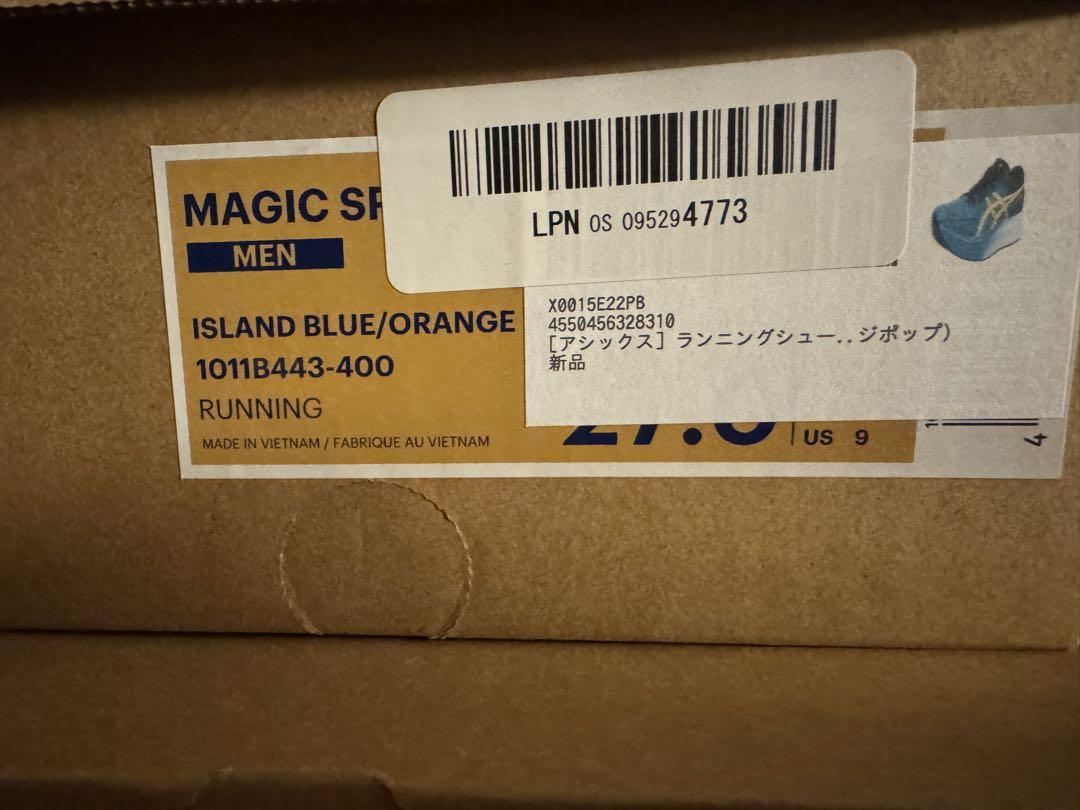 MAGIC SP
MEN
ISLAND BLUE/ORANGE
1011B443-400
RUNNING
MADE IN VIETNAM / FABRIQUE AU VIETNAM
LPN OS 095294773
X0015E22PB
4550456328310
[アシックス] ランニングシュー..ジポップ)
新品
US 9
4